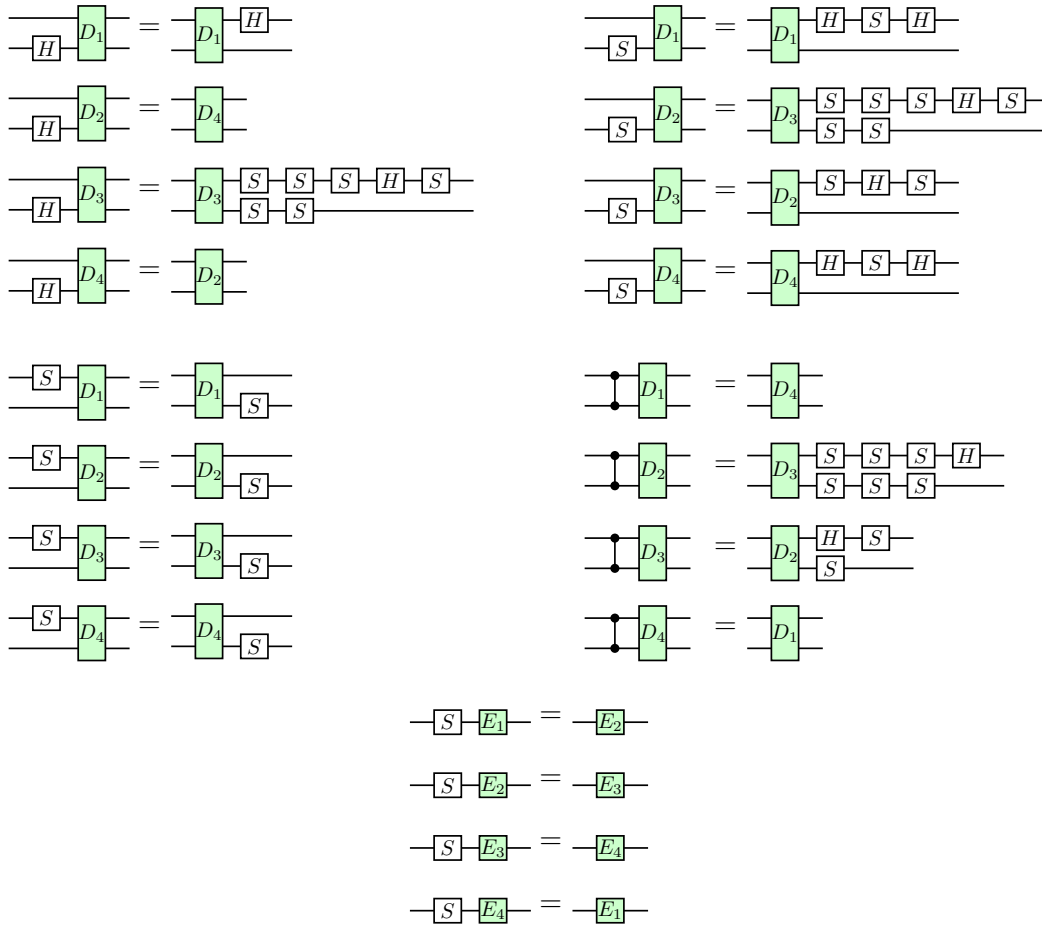 H D₁ = D₁ H
S D₁ = D₁ H S H
H D₂ = D₄
S D₂ = D₃ S S S H S S S
H D₃ = D₃ S S S H S S S
S D₃ = D₂ S H S
H D₄ = D₂
S D₄ = D₄ H S H
S D₁ = D₁ S
D₁ = D₄
S D₂ = D₂ S
D₂ = D₃ S S S H S S S
S D₃ = D₃ S
D₃ = D₂ H S S
S D₄ = D₄ S
D₄ = D₁
S E₁ = E₂
S E₂ = E₃
S E₃ = E₄
S E₄ = E₁